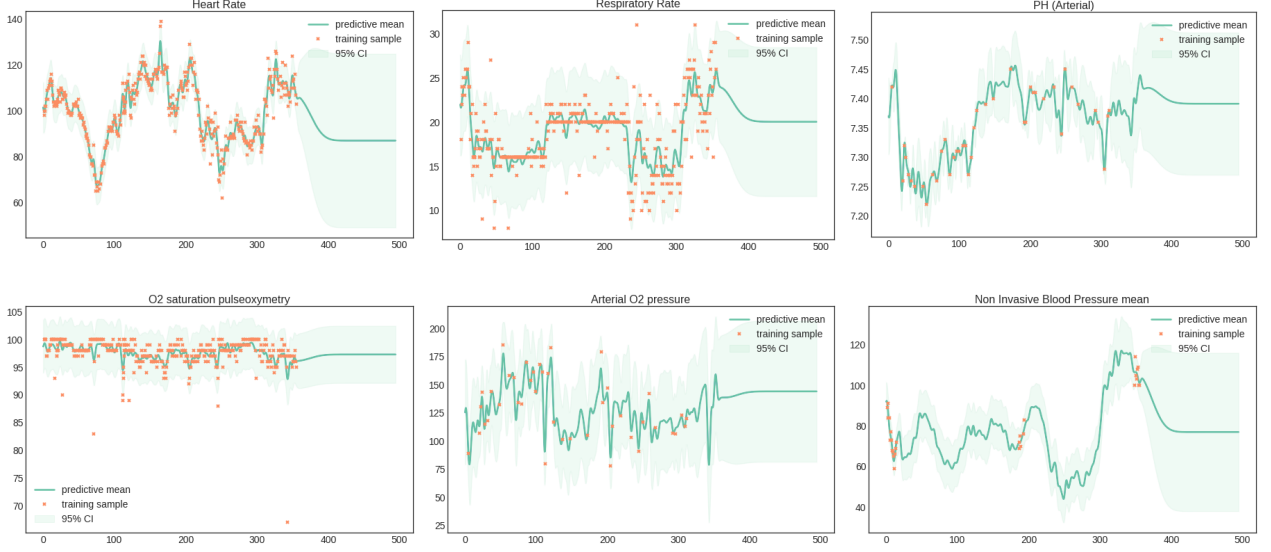 Heart Rate
140
120
100
80
60
0 100 200 300 400 500
predictive mean
training sample
95% CI
Respiratory Rate
30
25
20
15
10
0 100 200 300 400 500
predictive mean
training sample
95% CI
PH (Arterial)
7.50
7.45
7.40
7.35
7.30
7.25
7.20
0 100 200 300 400 500
predictive mean
training sample
95% CI
O2 saturation pulseoxymetry
105
100
95
90
85
80
75
70
0 100 200 300 400 500
predictive mean
training sample
95% CI
Arterial O2 pressure
200
175
150
125
100
75
50
25
0 100 200 300 400 500
predictive mean
training sample
95% CI
Non Invasive Blood Pressure mean
120
100
80
60
40
0 100 200 300 400 500
predictive mean
training sample
95% CI